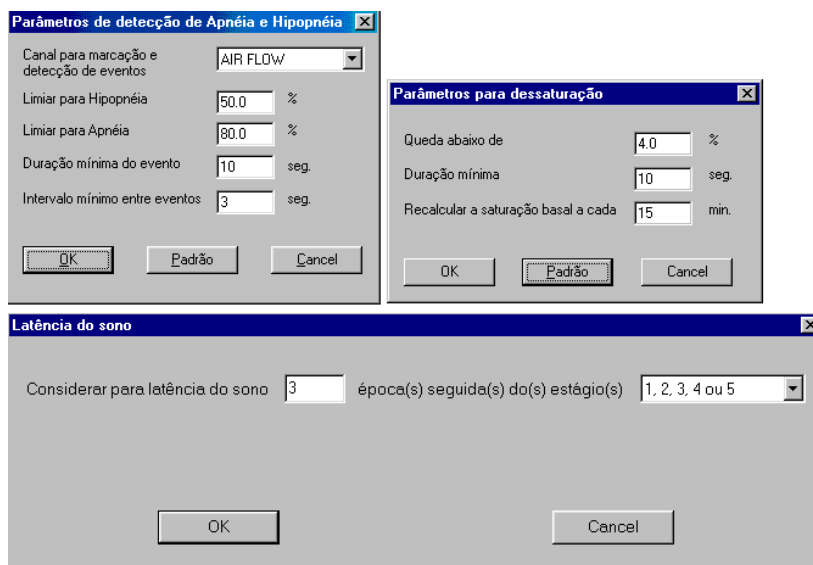 Parâmetros de detecção de Apnéia e Hipopnéia
Canal para marcação e
detecção de eventos
AIR FLOW
Limiar para Hipopnéia 50.0 %
Limiar para Apnéia 80.0 %
Duração mínima do evento 10 seg.
Intervalo mínimo entre eventos 3 seg.
OK Padrão Cancel
Parâmetros para dessaturação
Queda abaixo de 4.0 %
Duração mínima 10 seg.
Recalcular a saturação basal a cada 15 min.
OK Padrão Cancel
Latência do sono
Considerar para latência do sono 3 época(s) seguida(s) do(s) estágio(s) 1, 2, 3, 4 ou 5
OK Cancel